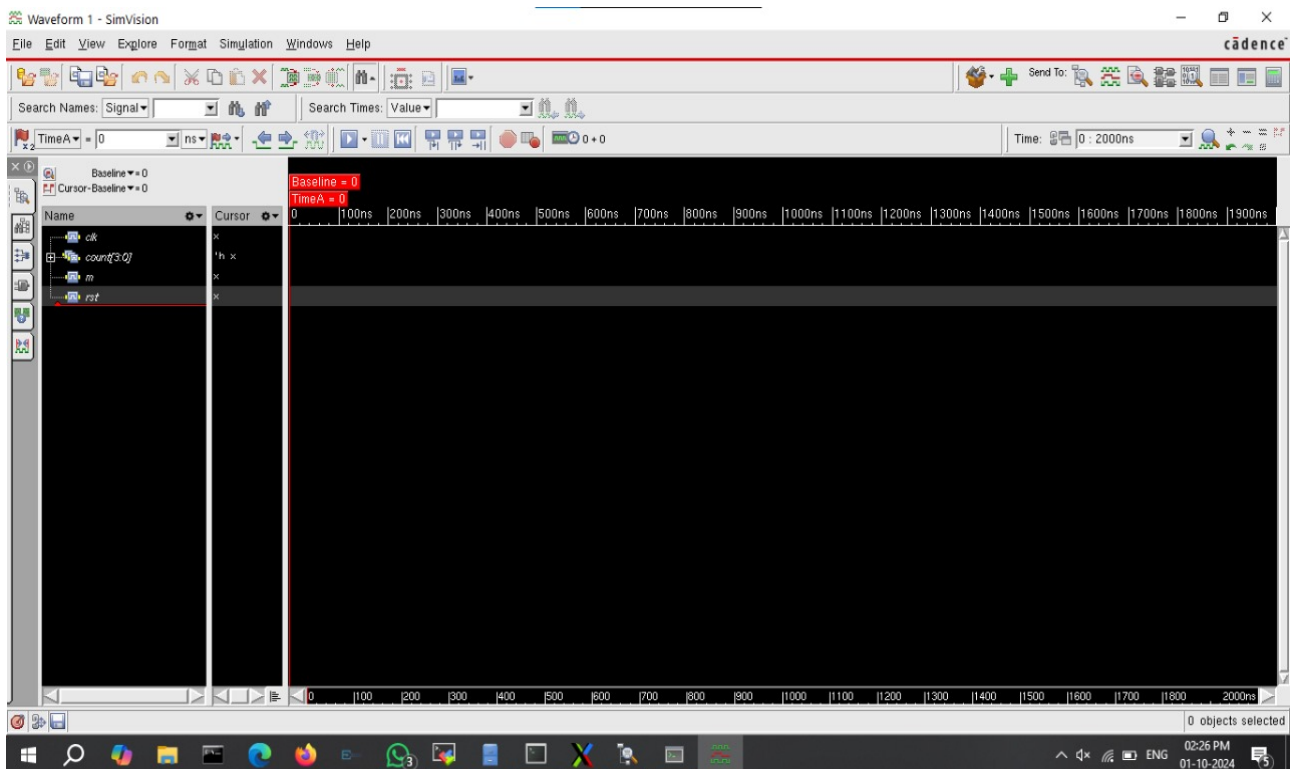 Waveform 1 - SimVision
File Edit View Explore Format Simulation Windows Help
cādence
Send To:
Search Names: Signal Search Times: Value
TimeA = 0 ns 0 + 0 Time: 0 : 2000ns
Baseline = 0
Cursor-Baseline = 0
Baseline = 0
TimeA = 0
Name Cursor 0 100ns 200ns 300ns 400ns 500ns 600ns 700ns 800ns 900ns 1000ns 1100ns 1200ns 1300ns 1400ns 1500ns 1600ns 1700ns 1800ns 1900ns
clk x
count[3:0] 'h x
m x
rst x
0 100 200 300 400 500 600 700 800 900 1000 1100 1200 1300 1400 1500 1600 1700 1800 2000ns
0 objects selected
3 ENG 02:26 PM
01-10-2024 5